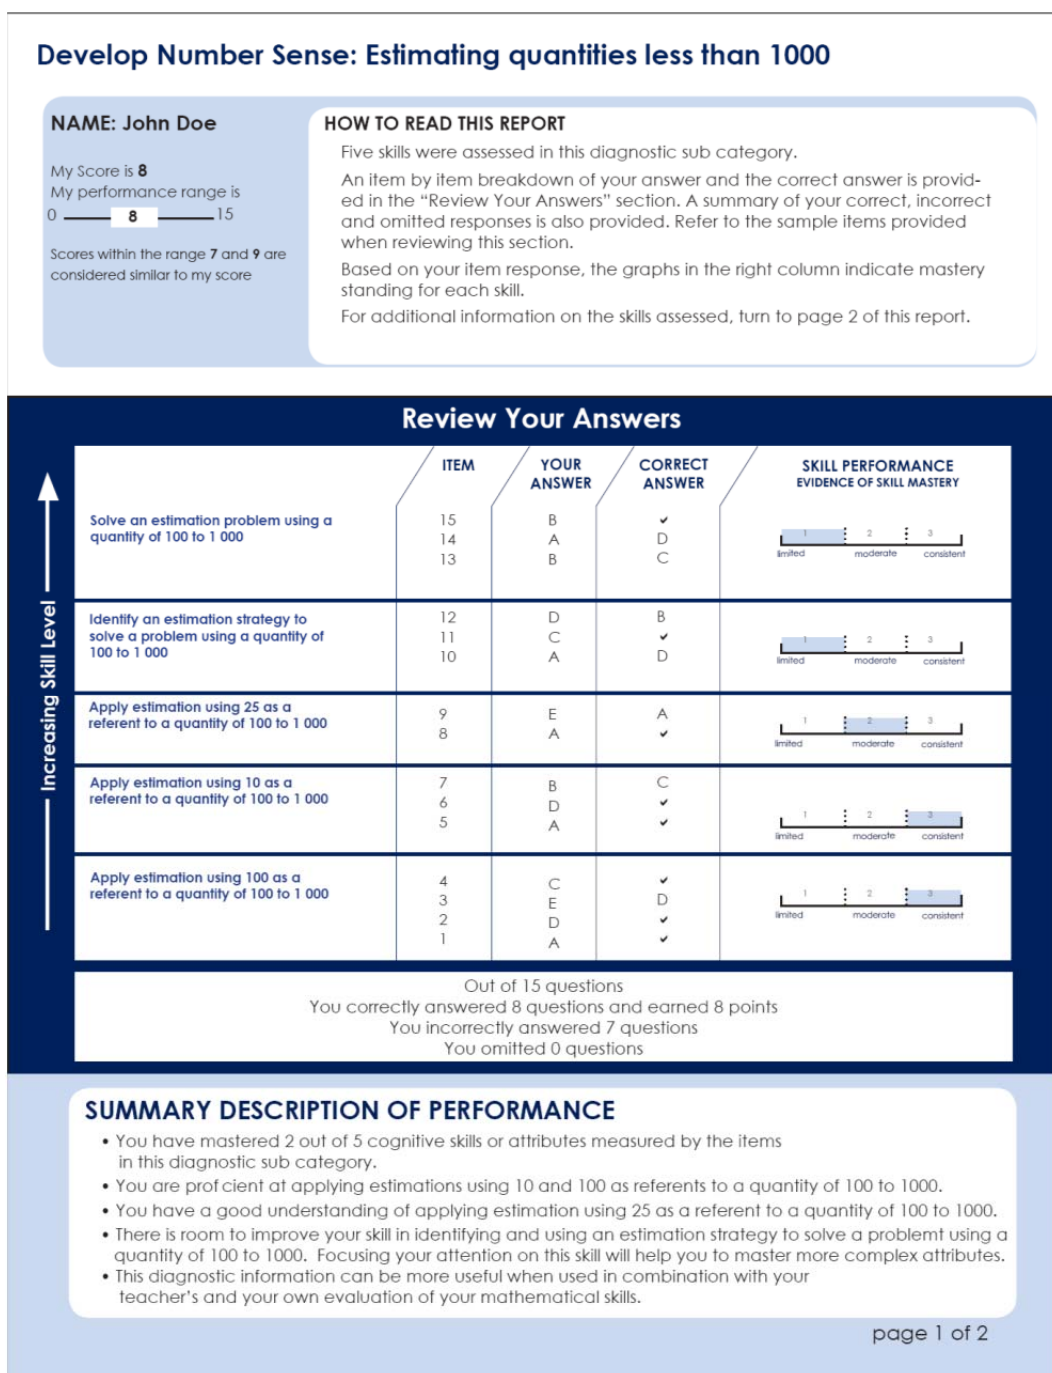 Develop Number Sense: Estimating quantities less than 1000
NAME: John Doe
My Score is 8
My performance range is
0 8 15
Scores within the range 7 and 9 are
considered similar to my score
HOW TO READ THIS REPORT
Five skills were assessed in this diagnostic sub category.
An item by item breakdown of your answer and the correct answer is provid-
ed in the “Review Your Answers” section. A summary of your correct, incorrect
and omitted responses is also provided. Refer to the sample items provided
when reviewing this section.
Based on your item response, the graphs in the right column indicate mastery
standing for each skill.
For additional information on the skills assessed, turn to page 2 of this report.
Review Your Answers
Increasing Skill Level
ITEM YOUR ANSWER CORRECT ANSWER SKILL PERFORMANCE
EVIDENCE OF SKILL MASTERY
Solve an estimation problem using a
quantity of 100 to 1 000
15 B ✔
14 A D
13 B C
1 2 3
limited moderate consistent
Identify an estimation strategy to
solve a problem using a quantity of
100 to 1 000
12 D B
11 C ✔
10 A D
1 2 3
limited moderate consistent
Apply estimation using 25 as a
referent to a quantity of 100 to 1 000
9 E A
8 A ✔
1 2 3
limited moderate consistent
Apply estimation using 10 as a
referent to a quantity of 100 to 1 000
7 B C
6 D ✔
5 A ✔
1 2 3
limited moderate consistent
Apply estimation using 100 as a
referent to a quantity of 100 to 1 000
4 C ✔
3 E D
2 D ✔
1 A ✔
1 2 3
limited moderate consistent
Out of 15 questions
You correctly answered 8 questions and earned 8 points
You incorrectly answered 7 questions
You omitted 0 questions
SUMMARY DESCRIPTION OF PERFORMANCE
• You have mastered 2 out of 5 cognitive skills or attributes measured by the items
in this diagnostic sub category.
• You are prof cient at applying estimations using 10 and 100 as referents to a quantity of 100 to 1000.
• You have a good understanding of applying estimation using 25 as a referent to a quantity of 100 to 1000.
• There is room to improve your skill in identifying and using an estimation strategy to solve a problemt using a
quantity of 100 to 1000. Focusing your attention on this skill will help you to master more complex attributes.
• This diagnostic information can be more useful when used in combination with your
teacher’s and your own evaluation of your mathematical skills.
page 1 of 2